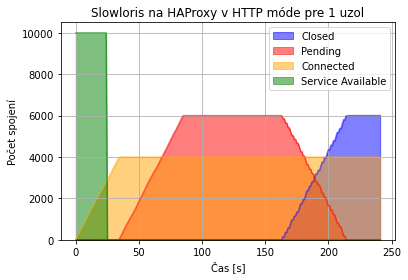 Slowloris na HAProxy v HTTP móde pre 1 uzol
Closed
Pending
Connected
Service Available
Počet spojení
10000
8000
6000
4000
2000
0
0
50
100
150
200
250
Čas [s]